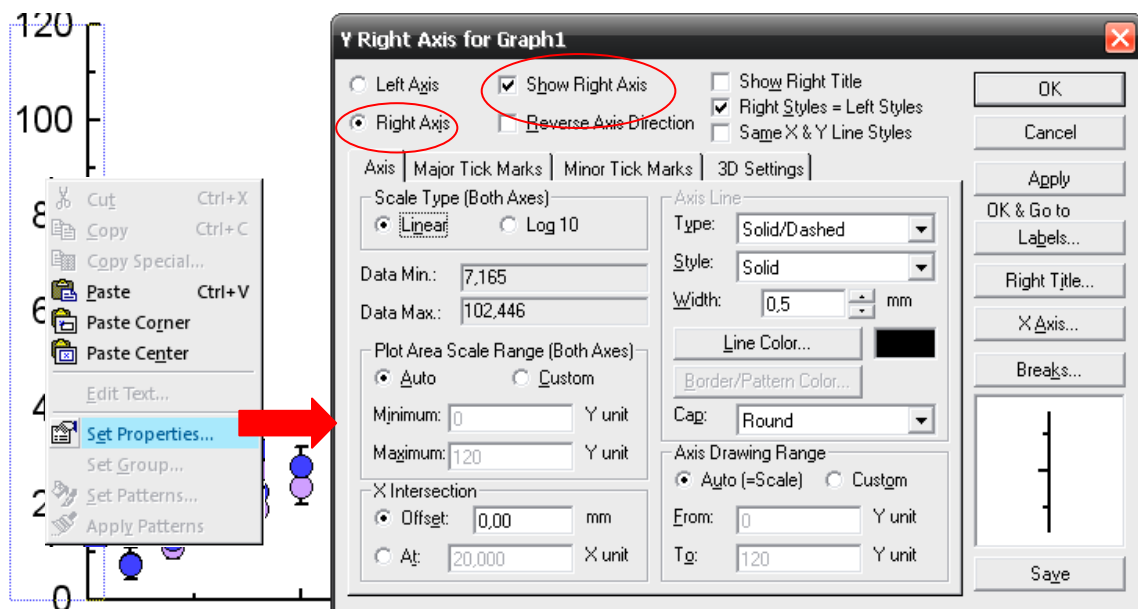 120
100
8
6
4
2
0
Cut Ctrl+X
Copy Ctrl+C
Copy Special...
Paste Ctrl+V
Paste Corner
Paste Center
Edit Text...
Set Properties...
Set Group...
Set Patterns...
Apply Patterns
Y Right Axis for Graph1
Left Axis
Show Right Axis
Show Right Title
Right Axis
Reverse Axis Direction
Right Styles = Left Styles
Same X & Y Line Styles
Axis
Major Tick Marks
Minor Tick Marks
3D Settings
Scale Type (Both Axes)
Linear
Log 10
Data Min.: 7,165
Data Max.: 102,446
Plot Area Scale Range (Both Axes)
Auto
Custom
Minimum: 0 Y unit
Maximum: 120 Y unit
X Intersection
Offset: 0,00 mm
At: 20,000 X unit
Axis Line
Type: Solid/Dashed
Style: Solid
Width: 0,5 mm
Line Color...
Border/Pattern Color...
Cap: Round
Axis Drawing Range
Auto (=Scale)
Custom
From: 0 Y unit
To: 120 Y unit
OK
Cancel
Apply
OK & Go to
Labels...
Right Title...
X Axis...
Breaks...
Save